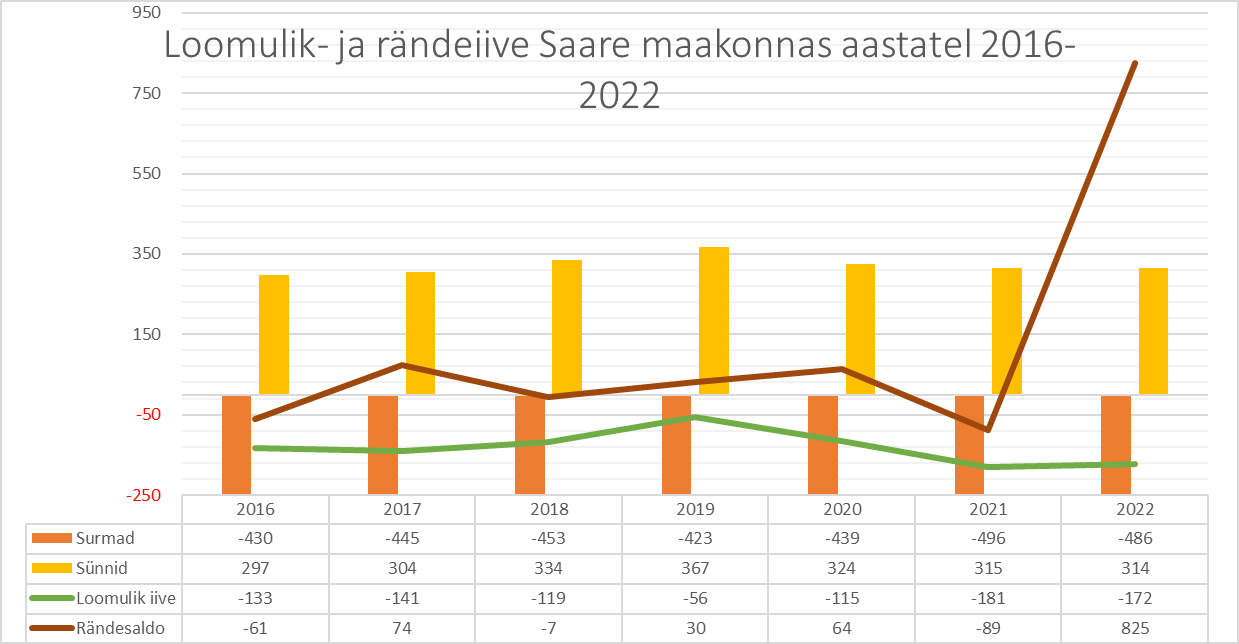 Loomulik- ja rändeiive Saare maakonnas aastatel 2016-
2022
950
750
550
350
150
-50
-250
2016 2017 2018 2019 2020 2021 2022
Surmad -430 -445 -453 -423 -439 -496 -486
Sünnid 297 304 334 367 324 315 314
Loomulik iive -133 -141 -119 -56 -115 -181 -172
Rändesaldo -61 74 -7 30 64 -89 825